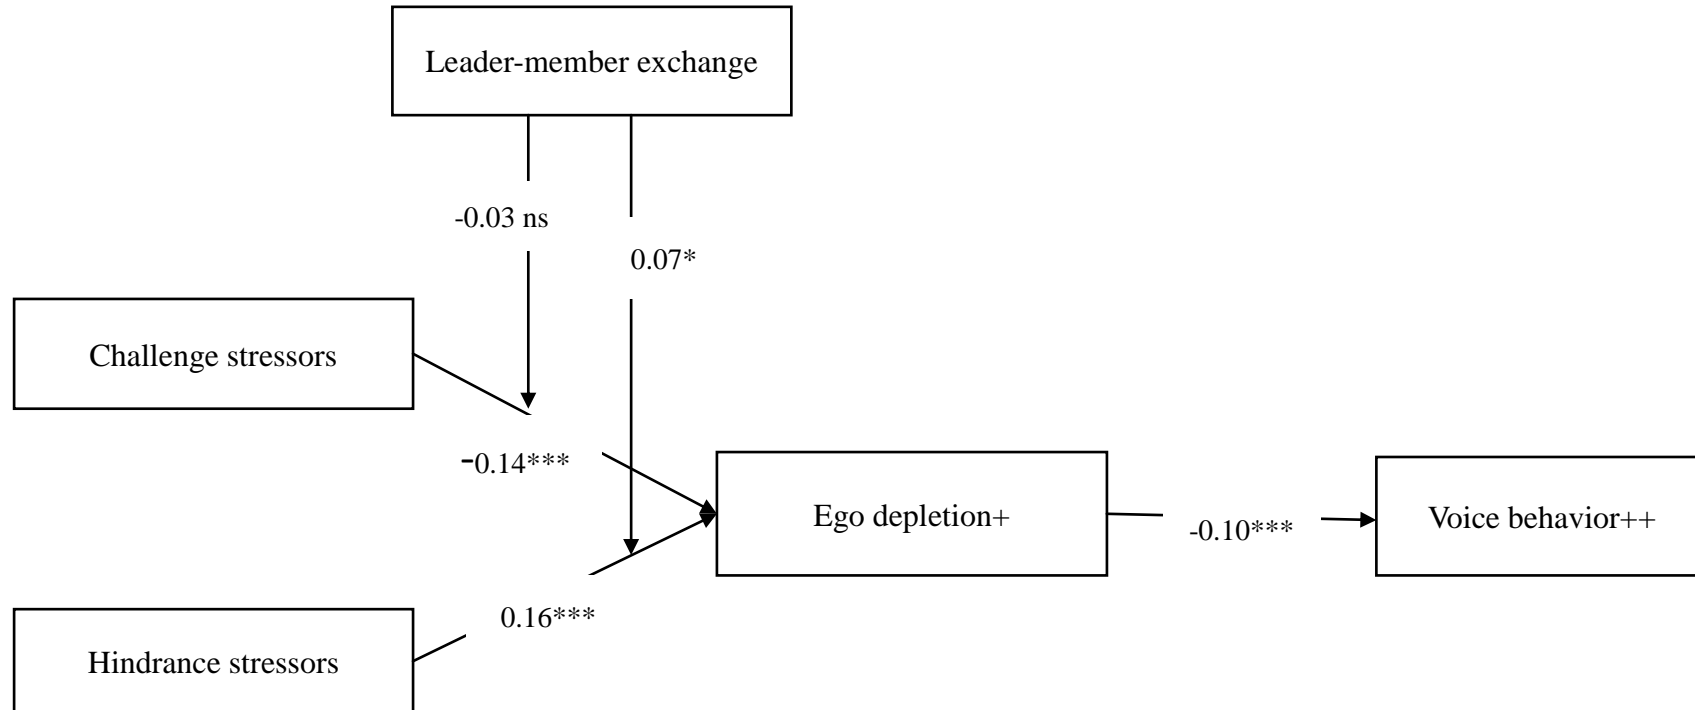 Leader-member exchange
-0.03 ns
0.07*
Challenge stressors
-0.14***
Ego depletion+
-0.10***
Voice behavior++
0.16***
Hindrance stressors